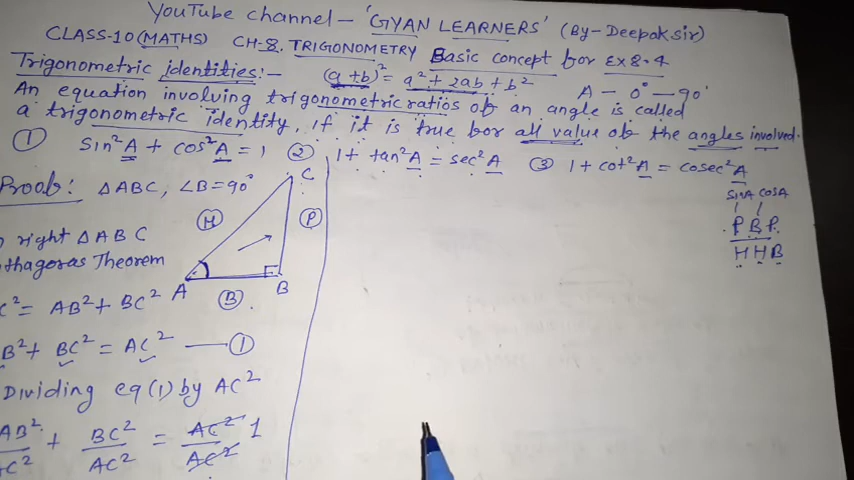 YouTube channel - 'GYAN LEARNERS' (By-Deepak sir)
CLASS-10 (MATHS) CH-8. TRIGONOMETRY Basic concept for EX 8.4
Trigonometric identities:- (a+b)² = a² + 2ab + b²
A - 0° - 90°
An equation involving trigonometric ratios of an angle is called
a trigonometric identity, if it is true for all value of the angles involved.
① sin²A + cos²A = 1 ② 1 + tan²A = sec²A ③ 1 + cot²A = cosec²A
Proof: △ABC, ∠B = 90°
C
H
P
A
B
B
sinA cosA
P B P
H H B
right △ABC
thagoras Theorem
C² = AB² + BC²
B² + BC² = AC² — ①
Dividing eq (1) by AC²
AB²/AC² + BC²/AC² = AC²/AC² 1